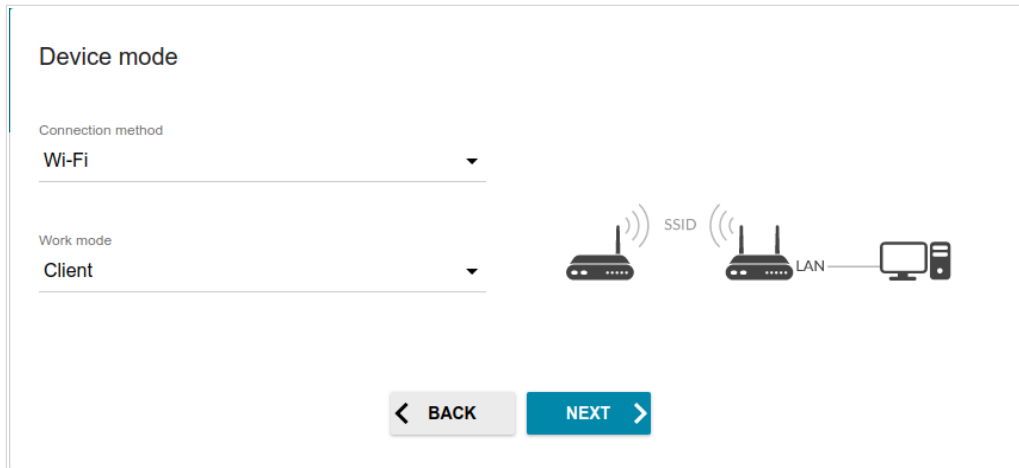 Device mode
Connection method
Wi-Fi
Work mode
Client
SSID
LAN
BACK
NEXT